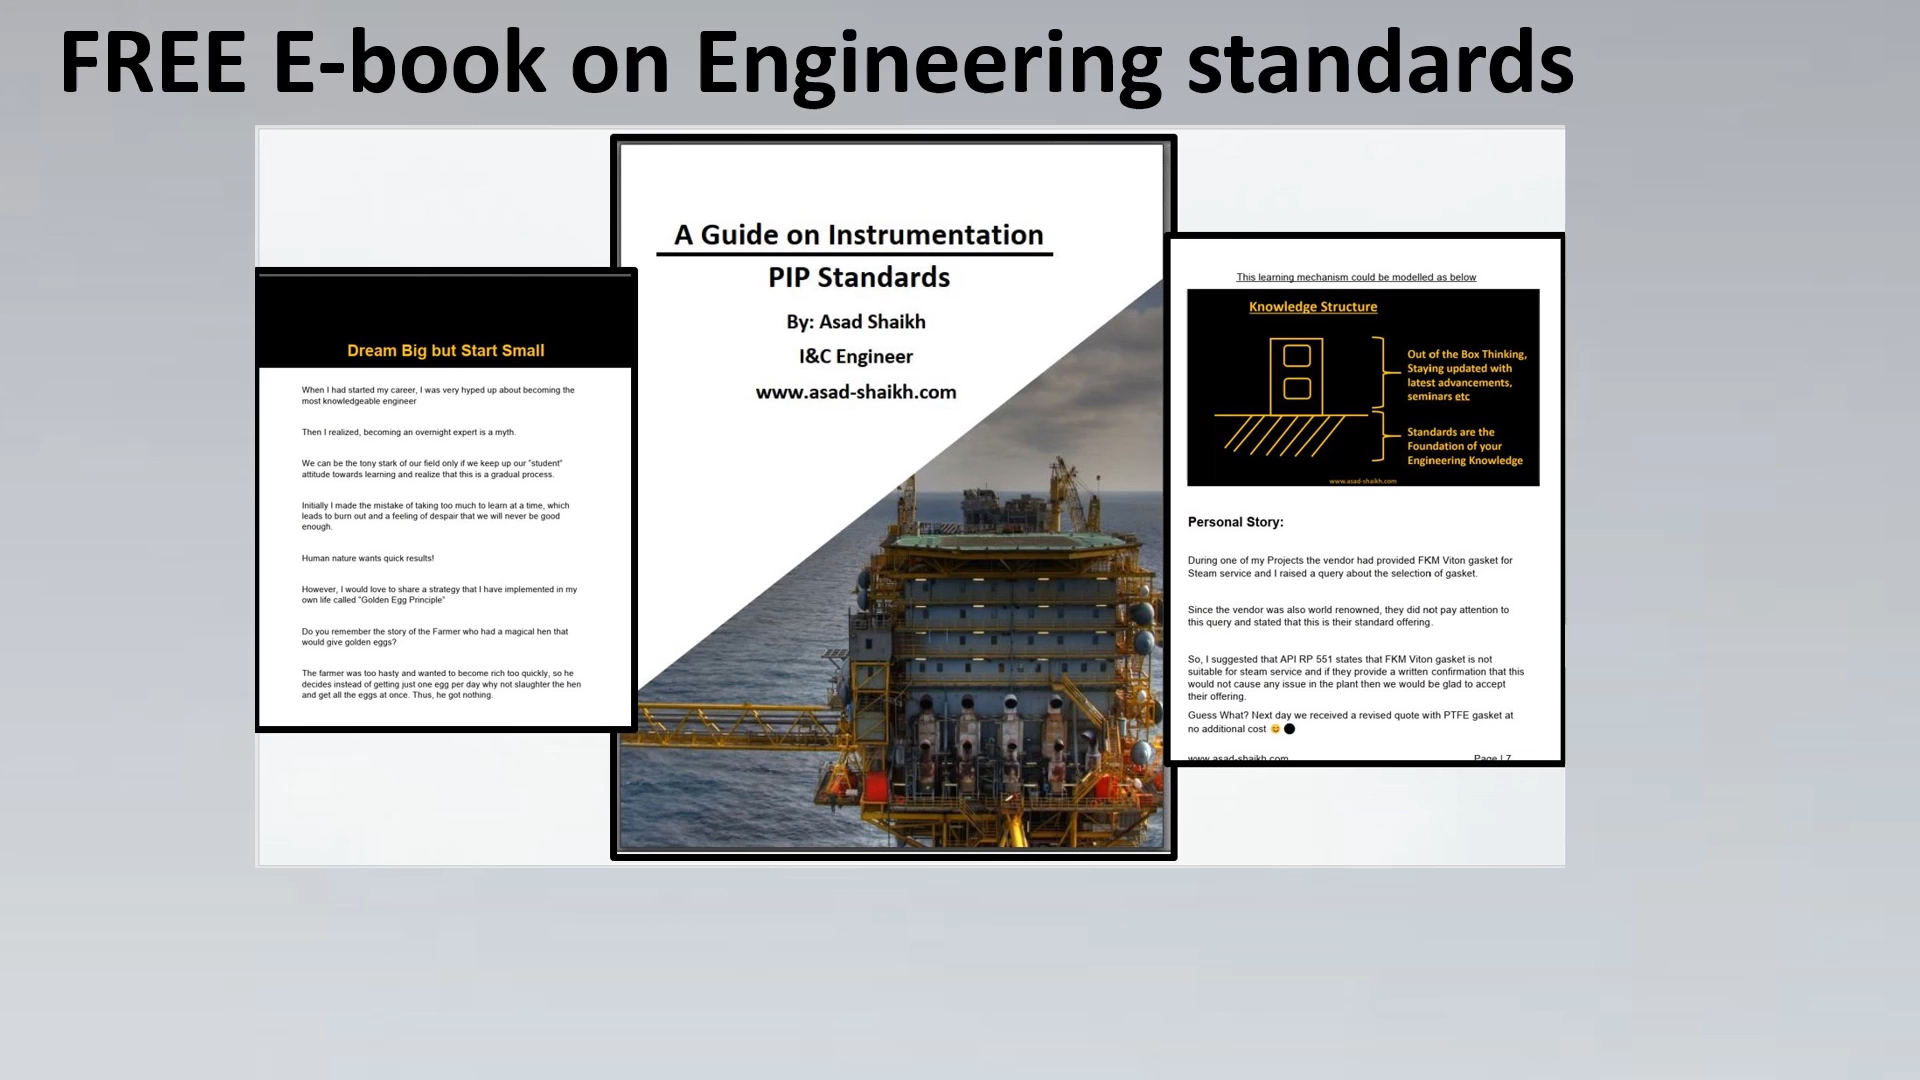 FREE E-book on Engineering standards
Dream Big but Start Small
When I had started my career, I was very hyped up about becoming the
most knowledgeable engineer
Then I realized, becoming an overnight expert is a myth.
We can be the tony stark of our field only if we keep up our "student"
attitude towards learning and realize that this is a gradual process.
Initially I made the mistake of taking too much to learn at a time, which
leads to burn out and a feeling of despair that we will never be good
enough.
Human nature wants quick results!
However, I would love to share a strategy that I have implemented in my
own life called "Golden Egg Principle"
Do you remember the story of the Farmer who had a magical hen that
would give golden eggs?
The farmer was too hasty and wanted to become rich too quickly, so he
decides instead of getting just one egg per day why not slaughter the hen
and get all the eggs at once. Thus, he got nothing.
A Guide on Instrumentation
PIP Standards
By: Asad Shaikh
I&C Engineer
www.asad-shaikh.com
This learning mechanism could be modelled as below
Knowledge Structure
Out of the Box Thinking,
Staying updated with
latest advancements,
seminars etc
Standards are the
Foundation of your
Engineering Knowledge
www.asad-shaikh.com
Personal Story:
During one of my Projects the vendor had provided FKM Viton gasket for
Steam service and I raised a query about the selection of gasket.
Since the vendor was also world renowned, they did not pay attention to
this query and stated that this is their standard offering.
So, I suggested that API RP 551 states that FKM Viton gasket is not
suitable for steam service and if they provide a written confirmation that this
would not cause any issue in the plant then we would be glad to accept
their offering.
Guess What? Next day we received a revised quote with PTFE gasket at
no additional cost 😊
www.asad-shaikh.com
Page | 7